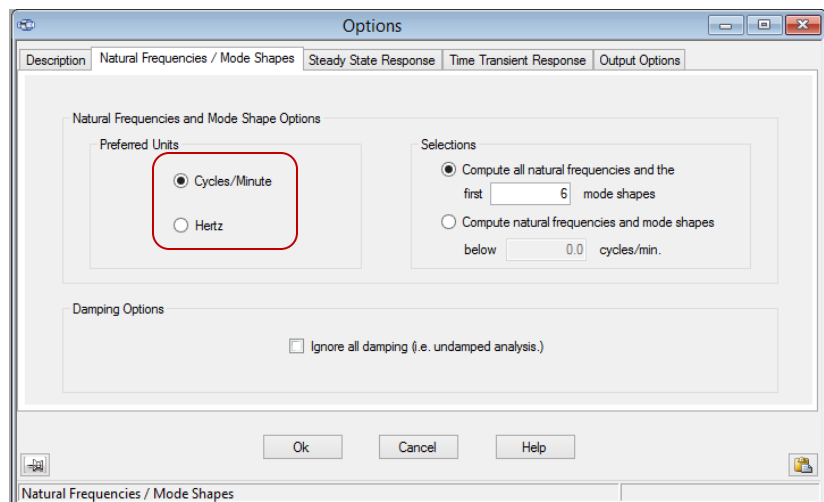 Options
Description Natural Frequencies / Mode Shapes Steady State Response Time Transient Response Output Options
Natural Frequencies and Mode Shape Options
Preferred Units
Cycles/Minute
Hertz
Selections
Compute all natural frequencies and the
first 6 mode shapes
Compute natural frequencies and mode shapes
below 0.0 cycles/min.
Damping Options
Ignore all damping (i.e. undamped analysis.)
Ok Cancel Help
Natural Frequencies / Mode Shapes